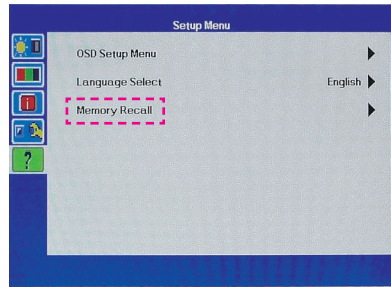 Setup Menu
OSD Setup Menu
Language Select English
Memory Recall
?